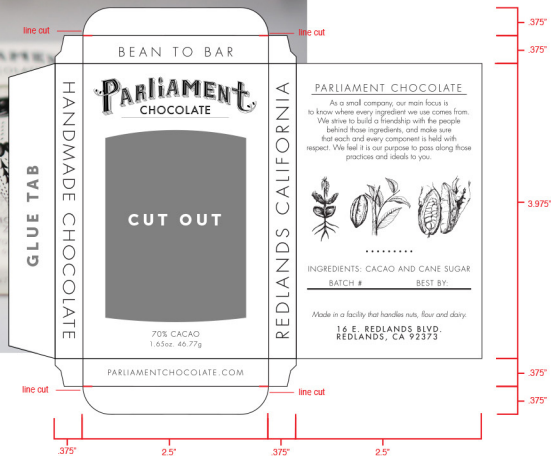 line cut
line cut
.375"
.375"
BEAN TO BAR
PARLIAMENT
CHOCOLATE
CUT OUT
70% CACAO
1.65oz. 46.77g
GLUE TAB
HANDMADE CHOCOLATE
REDLANDS CALIFORNIA
PARLIAMENT CHOCOLATE
As a small company, our main focus is
to know where every ingredient we use comes from.
We strive to build a friendship with the people
behind those ingredients, and make sure
that each and every component is held with
respect. We feel it is our purpose to pass along those
practices and ideals to you.
INGREDIENTS: CACAO AND CANE SUGAR
BATCH # BEST BY:
Made in a facility that handles nuts, flour and dairy.
16 E. REDLANDS BLVD.
REDLANDS, CA 92373
3.975"
PARLIAMENTCHOCOLATE.COM
line cut
line cut
.375"
.375"
.375"
2.5"
.375"
2.5"